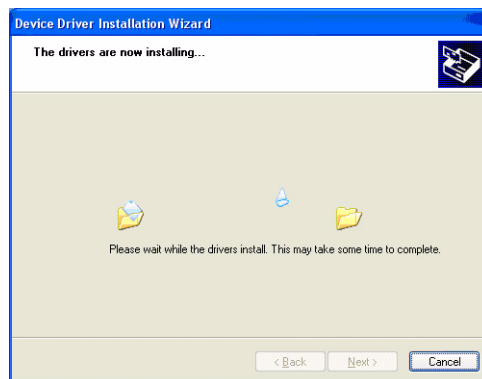 Device Driver Installation Wizard
The drivers are now installing...
Please wait while the drivers install. This may take some time to complete.
< Back Next > Cancel